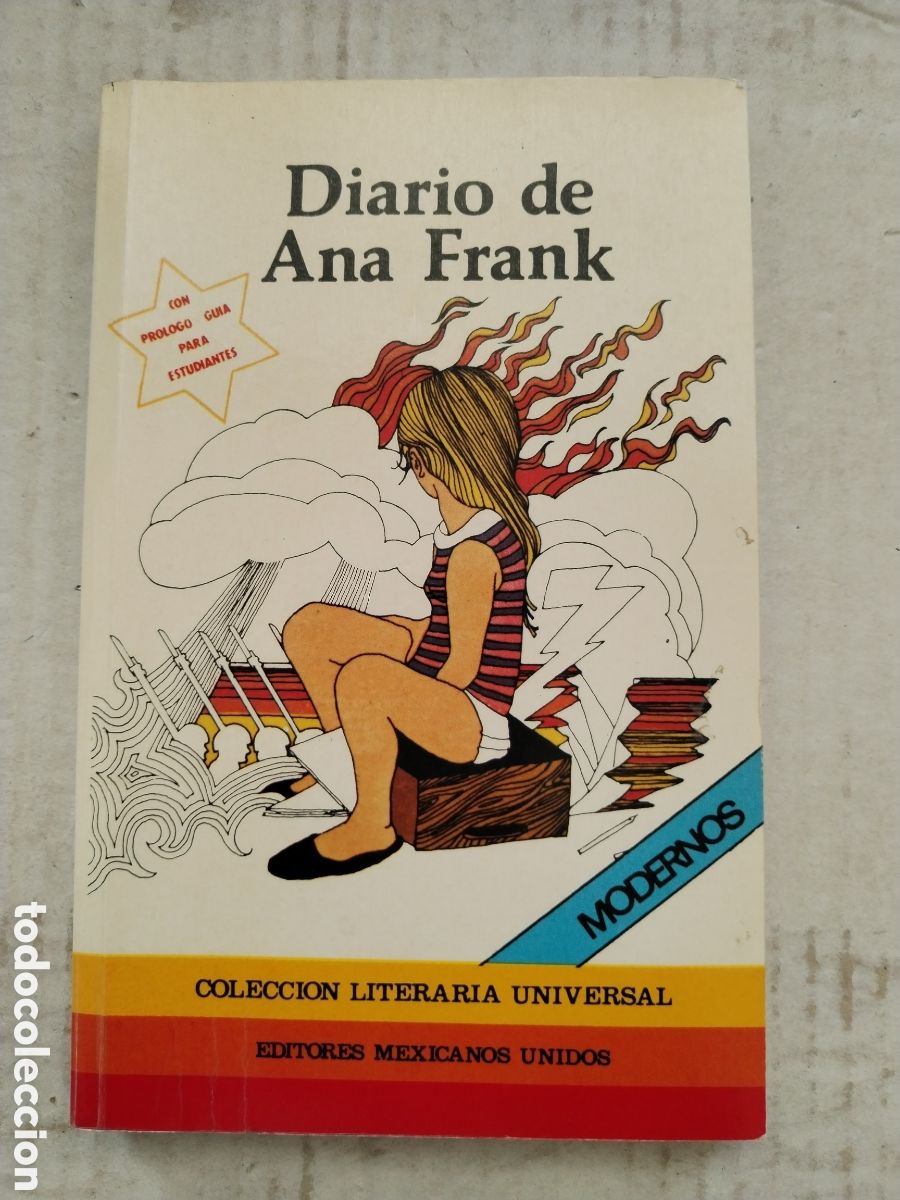 Diario de
Ana Frank
CON
PROLOGO GUIA
PARA
ESTUDIANTES
MODERNOS
COLECCION LITERARIA UNIVERSAL
EDITORES MEXICANOS UNIDOS
todocoleccion